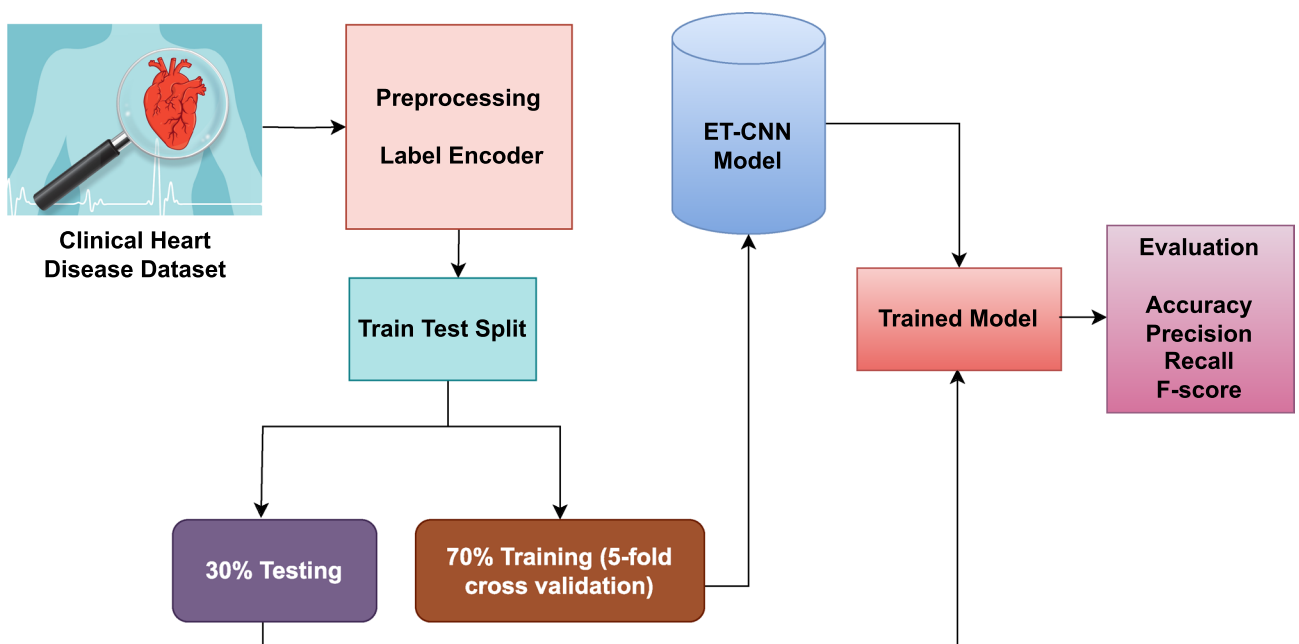 Clinical Heart
Disease Dataset
Preprocessing
Label Encoder
Train Test Split
30% Testing
70% Training (5-fold
cross validation)
ET-CNN
Model
Trained Model
Evaluation
Accuracy
Precision
Recall
F-score